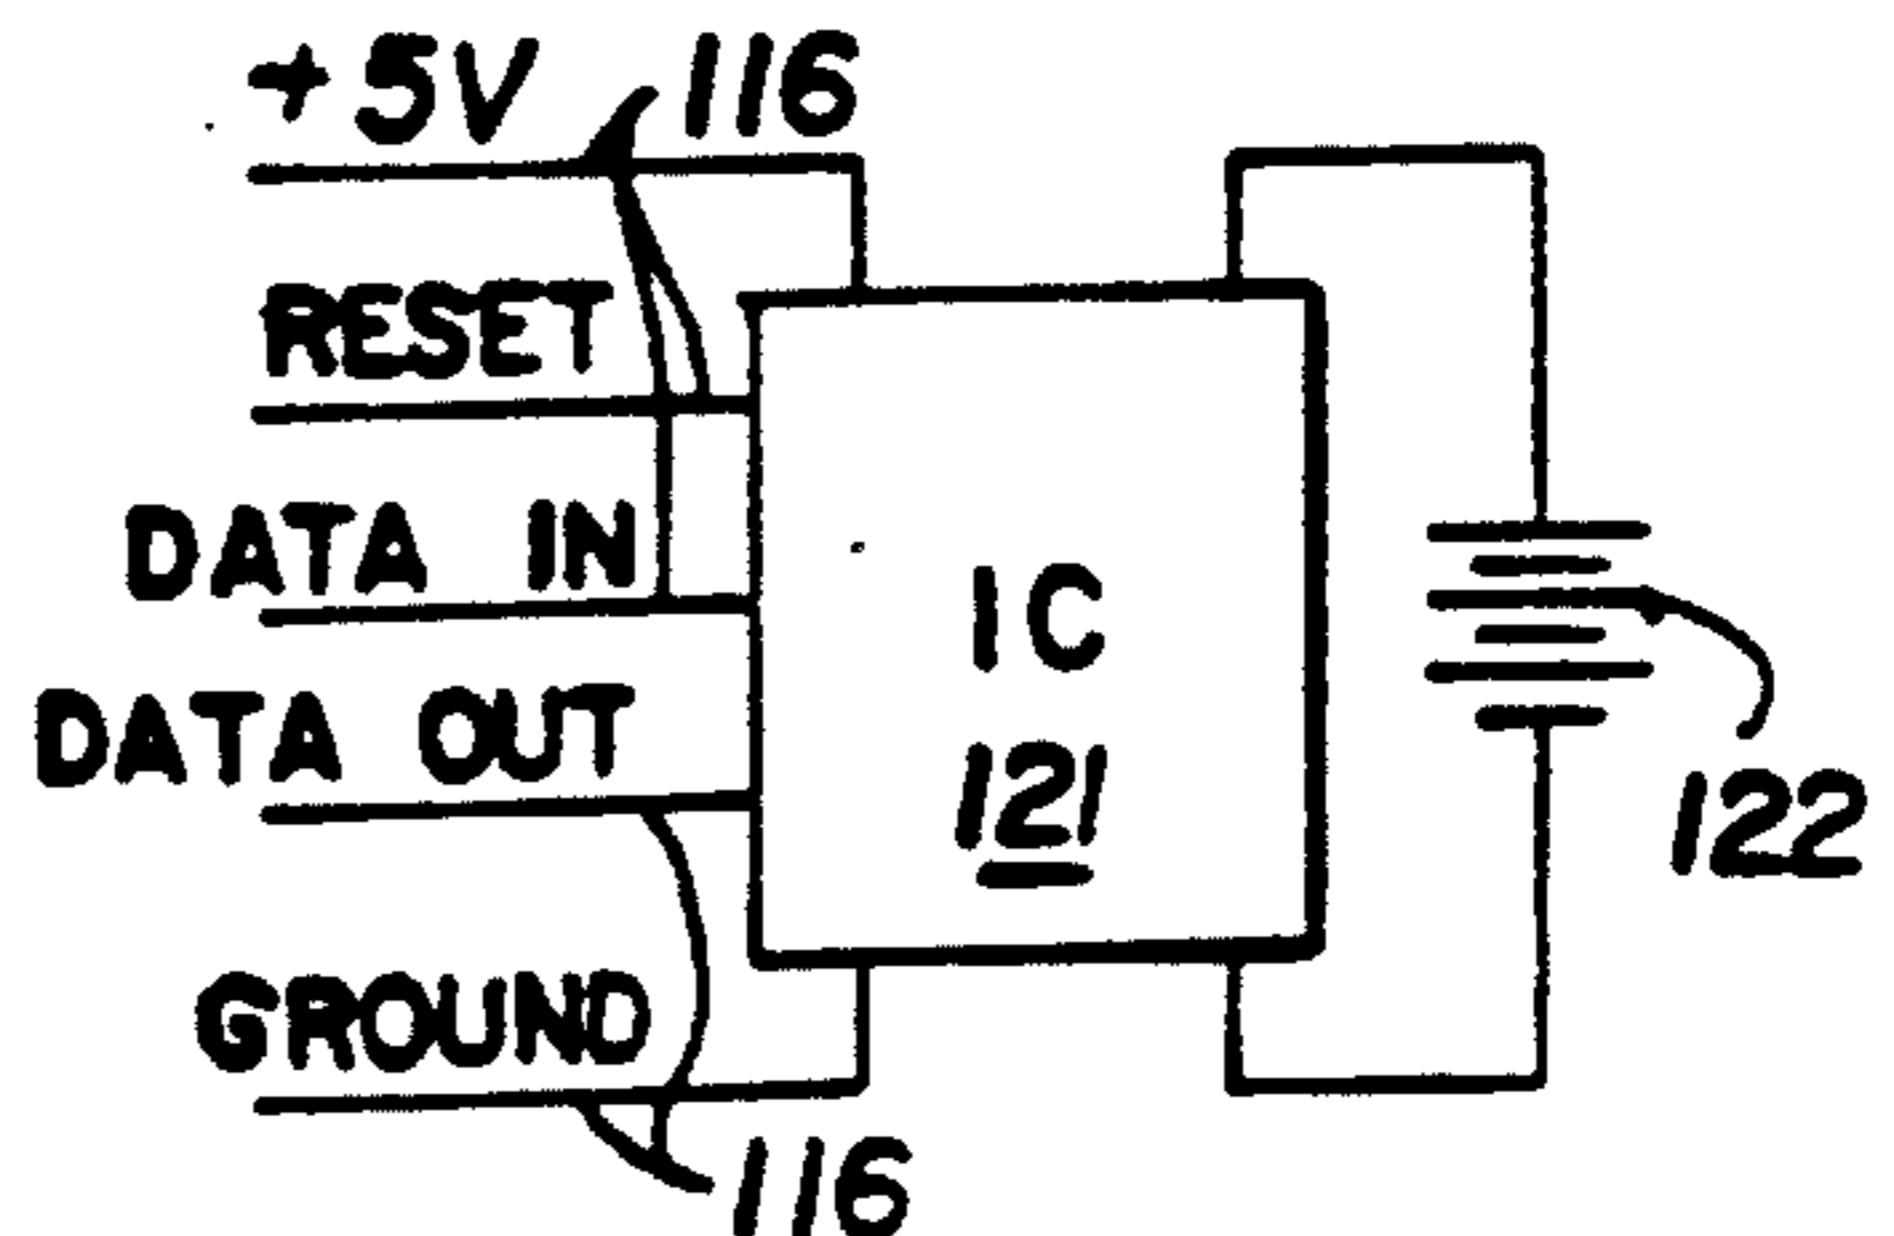 +5V 116
RESET
DATA IN
DATA OUT
GROUND
116
IC
121
122